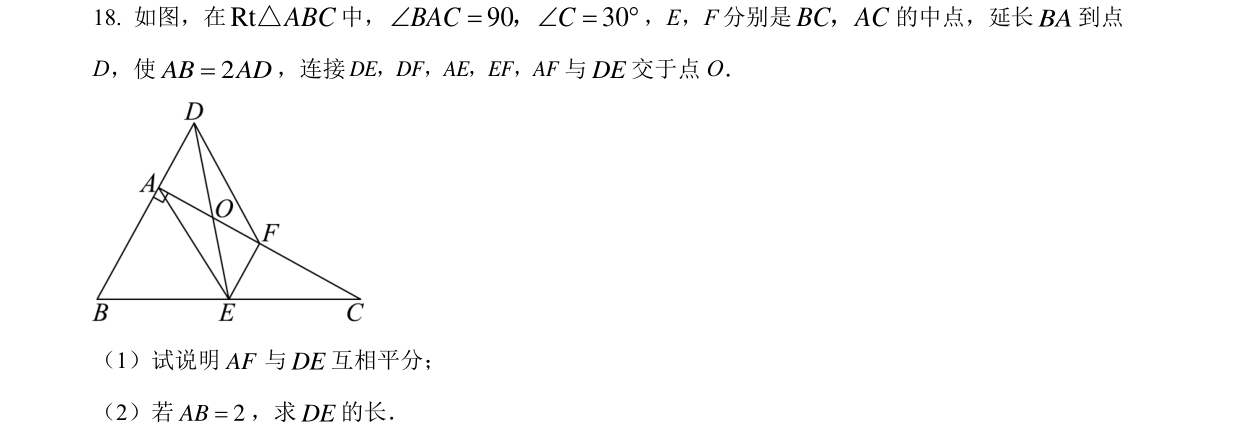 18. 如图，在Rt△ABC中，∠BAC=90，∠C=30°，E，F分别是BC，AC的中点，延长BA到点
D，使AB=2AD，连接DE，DF，AE，EF，AF与DE交于点O．
D
A
O
F
B
E
C
（1）试说明AF与DE互相平分；
（2）若AB=2，求DE的长．